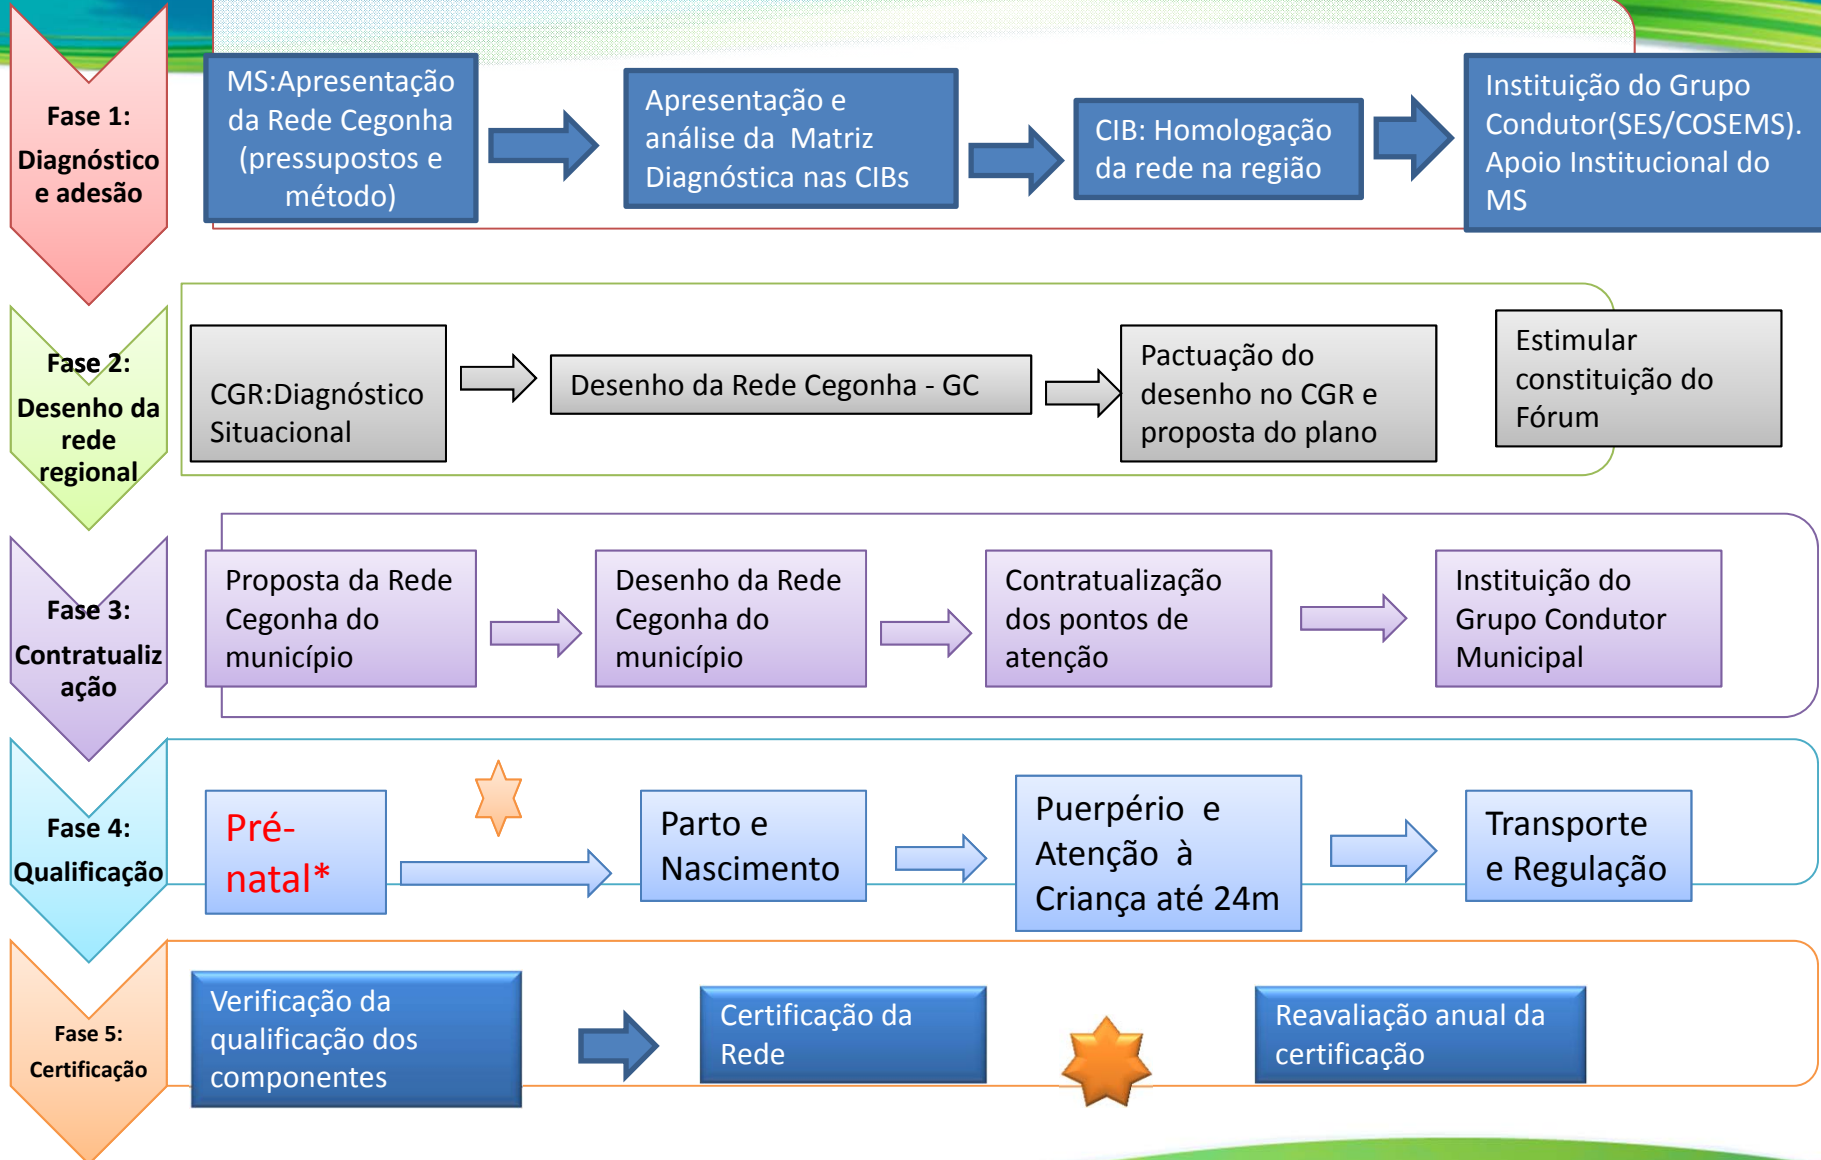 Fase 1:
Diagnóstico
e adesão
MS:Apresentação
da Rede Cegonha
(pressupostos e
método)
Apresentação e
análise da Matriz
Diagnóstica nas CIBs
CIB: Homologação
da rede na região
Instituição do Grupo
Condutor(SES/COSEMS).
Apoio Institucional do
MS
Fase 2:
Desenho da
rede
regional
CGR:Diagnóstico
Situacional
Desenho da Rede Cegonha - GC
Pactuação do
desenho no CGR e
proposta do plano
Estimular
constituição do
Fórum
Fase 3:
Contratualiz
ação
Proposta da Rede
Cegonha do
município
Desenho da Rede
Cegonha do
município
Contratualização
dos pontos de
atenção
Instituição do
Grupo Condutor
Municipal
Fase 4:
Qualificação
Pré-
natal*
Parto e
Nascimento
Puerpério e
Atenção à
Criança até 24m
Transporte
e Regulação
Fase 5:
Certificação
Verificação da
qualificação dos
componentes
Certificação da
Rede
Reavaliação anual da
certificação